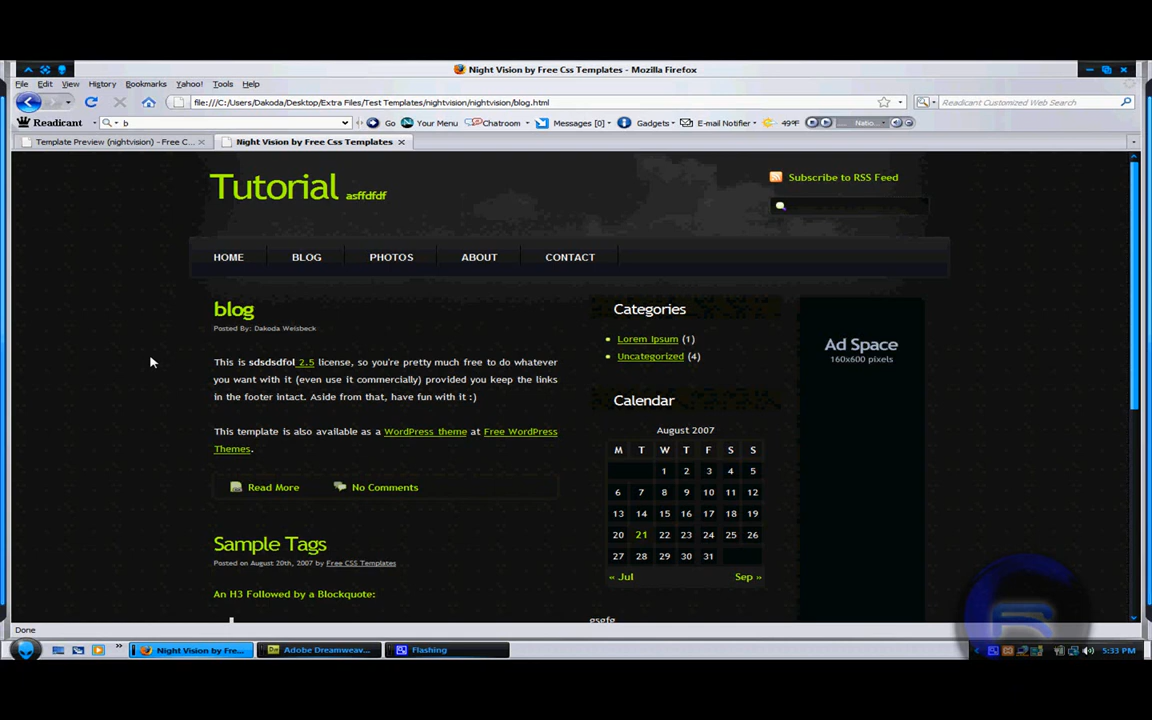 Night Vision by Free Css Templates - Mozilla Firefox
File Edit View History Bookmarks Yahoo! Tools Help
file:///C:/Users/Dakoda/Desktop/Extra Files/Test Templates/nightvision/nightvision/blog.html
Readicant Customized Web Search
Readicant b Go Your Menu Chatroom Messages [0] Gadgets E-mail Notifier 49°F Natio...
Template Preview (nightvision) - Free C... Night Vision by Free Css Templates
Tutorial asffdfdf
Subscribe to RSS Feed
HOME BLOG PHOTOS ABOUT CONTACT
blog
Posted By: Dakoda Weisbeck
This is sdsdsdfol 2.5 license, so you're pretty much free to do whatever
you want with it (even use it commercially) provided you keep the links
in the footer intact. Aside from that, have fun with it :)
This template is also available as a WordPress theme at Free WordPress
Themes.
Read More No Comments
Sample Tags
Posted on August 20th, 2007 by Free CSS Templates
An H3 Followed by a Blockquote:
Categories
Lorem Ipsum (1)
Uncategorized (4)
Calendar
August 2007
M T W T F S S
1 2 3 4 5
6 7 8 9 10 11 12
13 14 15 16 17 18 19
20 21 22 23 24 25 26
27 28 29 30 31
« Jul Sep »
Ad Space
160x600 pixels
Done
Night Vision by Fre... Adobe Dreamweav... Flashing 5:33 PM